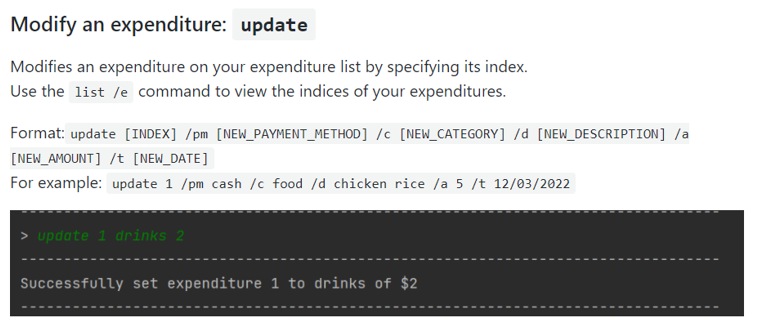 Modify an expenditure: update
Modifies an expenditure on your expenditure list by specifying its index.
Use the list /e command to view the indices of your expenditures.
Format: update [INDEX] /pm [NEW_PAYMENT_METHOD] /c [NEW_CATEGORY] /d [NEW_DESCRIPTION] /a
[NEW_AMOUNT] /t [NEW_DATE]
For example: update 1 /pm cash /c food /d chicken rice /a 5 /t 12/03/2022
> update 1 drinks 2
Successfully set expenditure 1 to drinks of $2